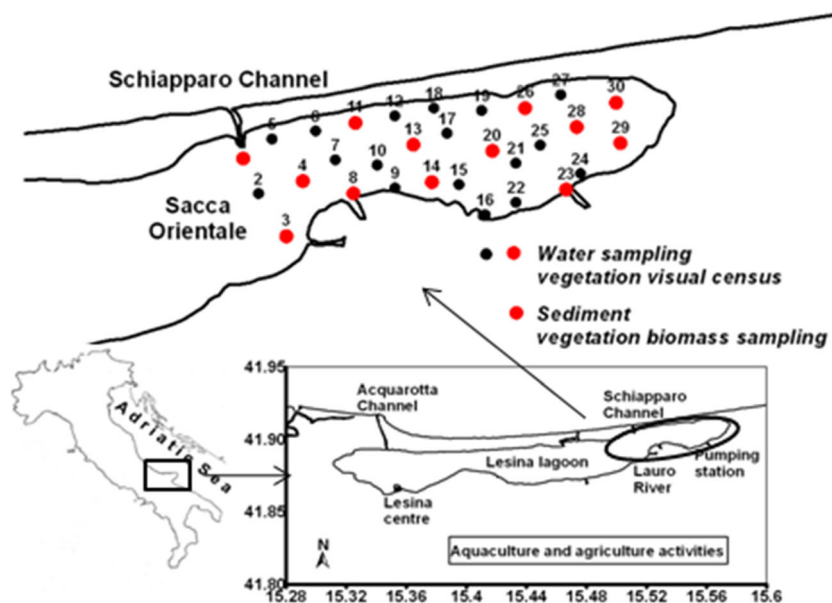 Schiapparo Channel
27
30
18
19
26
12
11
6
5
17
28
13
29
20
25
7
10
21
24
4
14
15
2
8
9
23
22
16
3
Sacca
Orientale
Water sampling
vegetation visual census
Sediment
vegetation biomass sampling
Adriatic Sea
41.95
41.90
41.85
41.80
Acquarotta
Channel
Schiapparo
Channel
Lesina lagoon
Pumping
station
Lauro
River
Lesina
centre
N
Aquaculture and agriculture activities
15.28 15.32 15.36 15.4 15.44 15.48 15.52 15.56 15.6